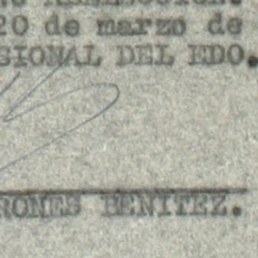 20 de marzo de
SIONAL DEL EDO.
RONES BENITEZ.